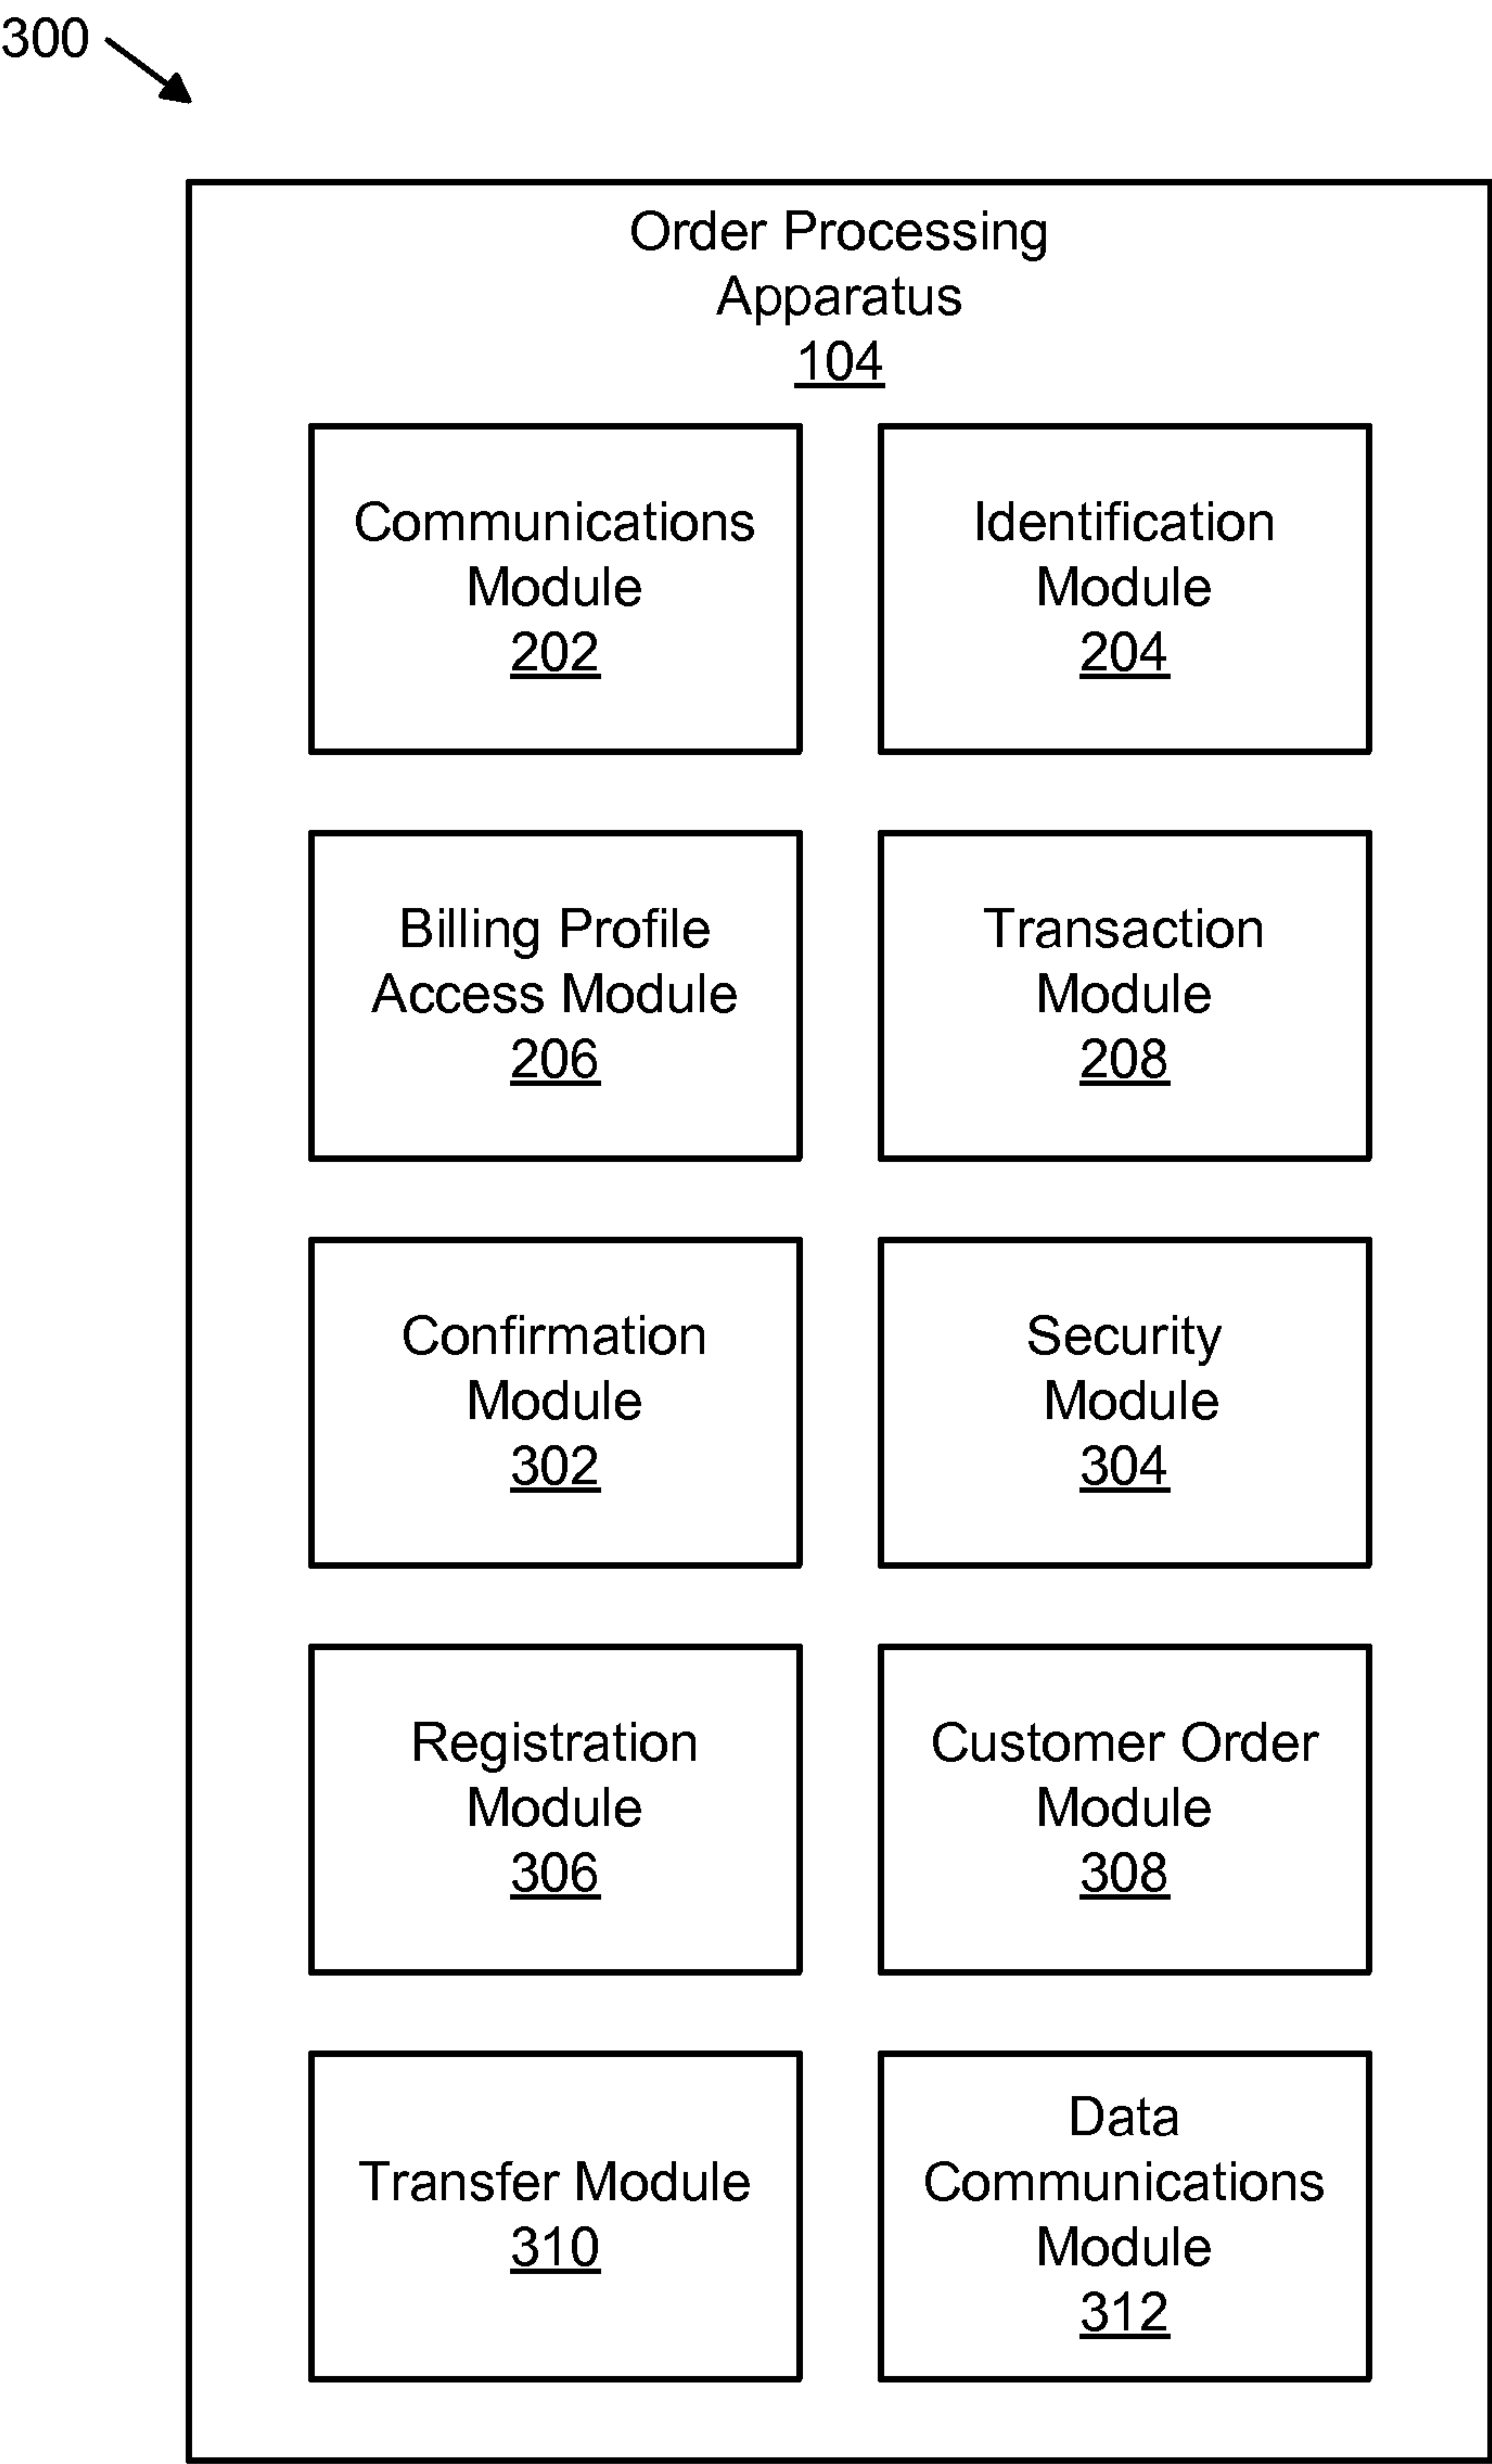 300
Order Processing
Apparatus
104
Communications
Module
202
Identification
Module
204
Billing Profile
Access Module
206
Transaction
Module
208
Confirmation
Module
302
Security
Module
304
Registration
Module
306
Customer Order
Module
308
Transfer Module
310
Data
Communications
Module
312